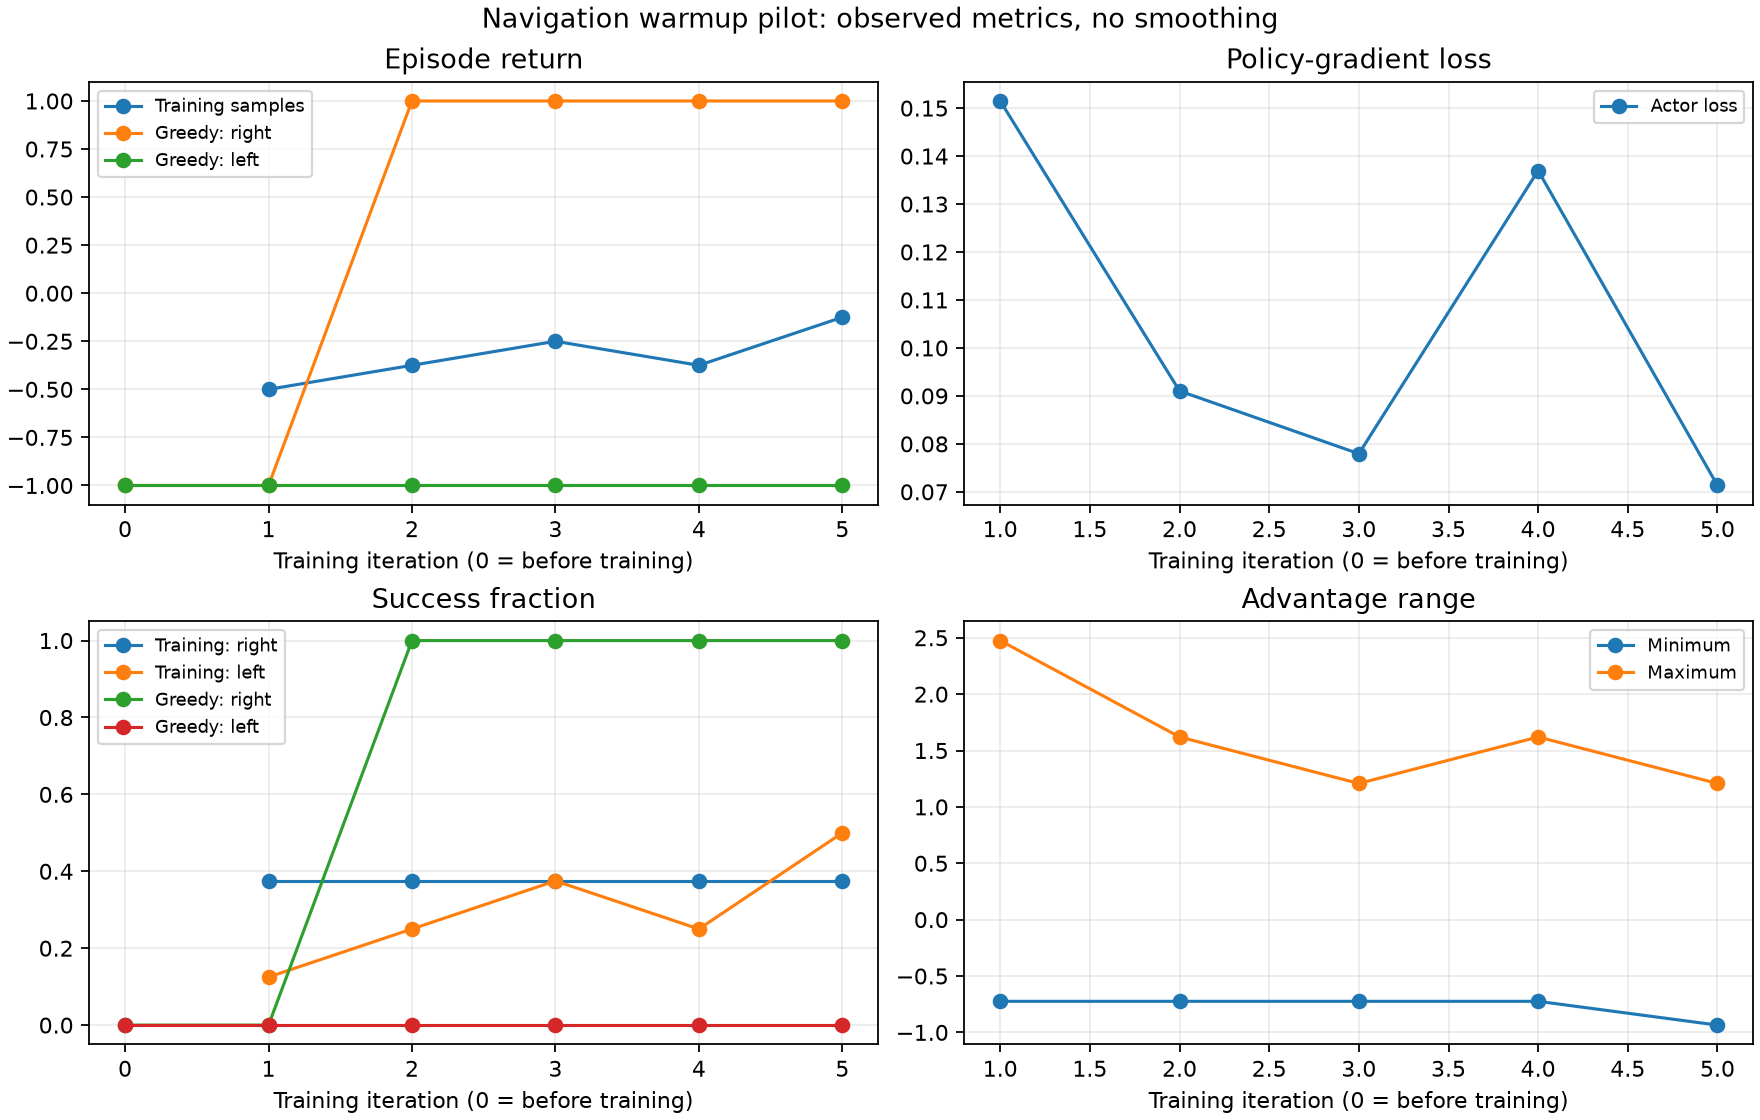 Navigation warmup pilot: observed metrics, no smoothing
Episode return
1.00
0.75
0.50
0.25
0.00
−0.25
−0.50
−0.75
−1.00
Training samples
Greedy: right
Greedy: left
0 1 2 3 4 5
Training iteration (0 = before training)
Policy-gradient loss
0.15
0.14
0.13
0.12
0.11
0.10
0.09
0.08
0.07
Actor loss
1.0 1.5 2.0 2.5 3.0 3.5 4.0 4.5 5.0
Training iteration (0 = before training)
Success fraction
1.0
0.8
0.6
0.4
0.2
0.0
Training: right
Training: left
Greedy: right
Greedy: left
0 1 2 3 4 5
Training iteration (0 = before training)
Advantage range
2.5
2.0
1.5
1.0
0.5
0.0
−0.5
−1.0
Minimum
Maximum
1.0 1.5 2.0 2.5 3.0 3.5 4.0 4.5 5.0
Training iteration (0 = before training)